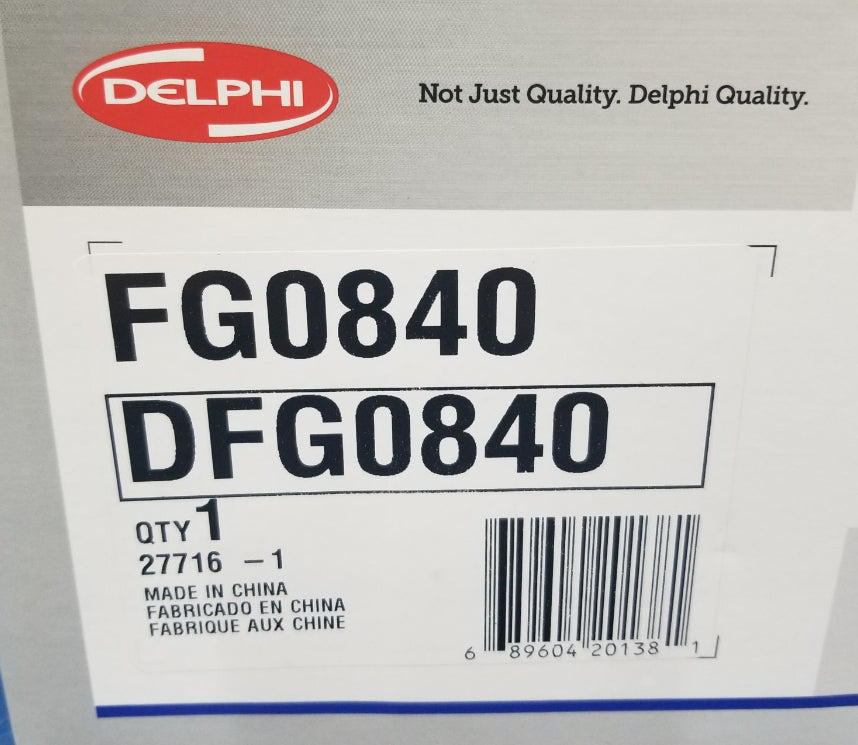 DELPHI
Not Just Quality. Delphi Quality.
FG0840
DFG0840
QTY 1
27716 -1
MADE IN CHINA
FABRICADO EN CHINA
FABRIQUE AUX CHINE
6 89604 20138 1